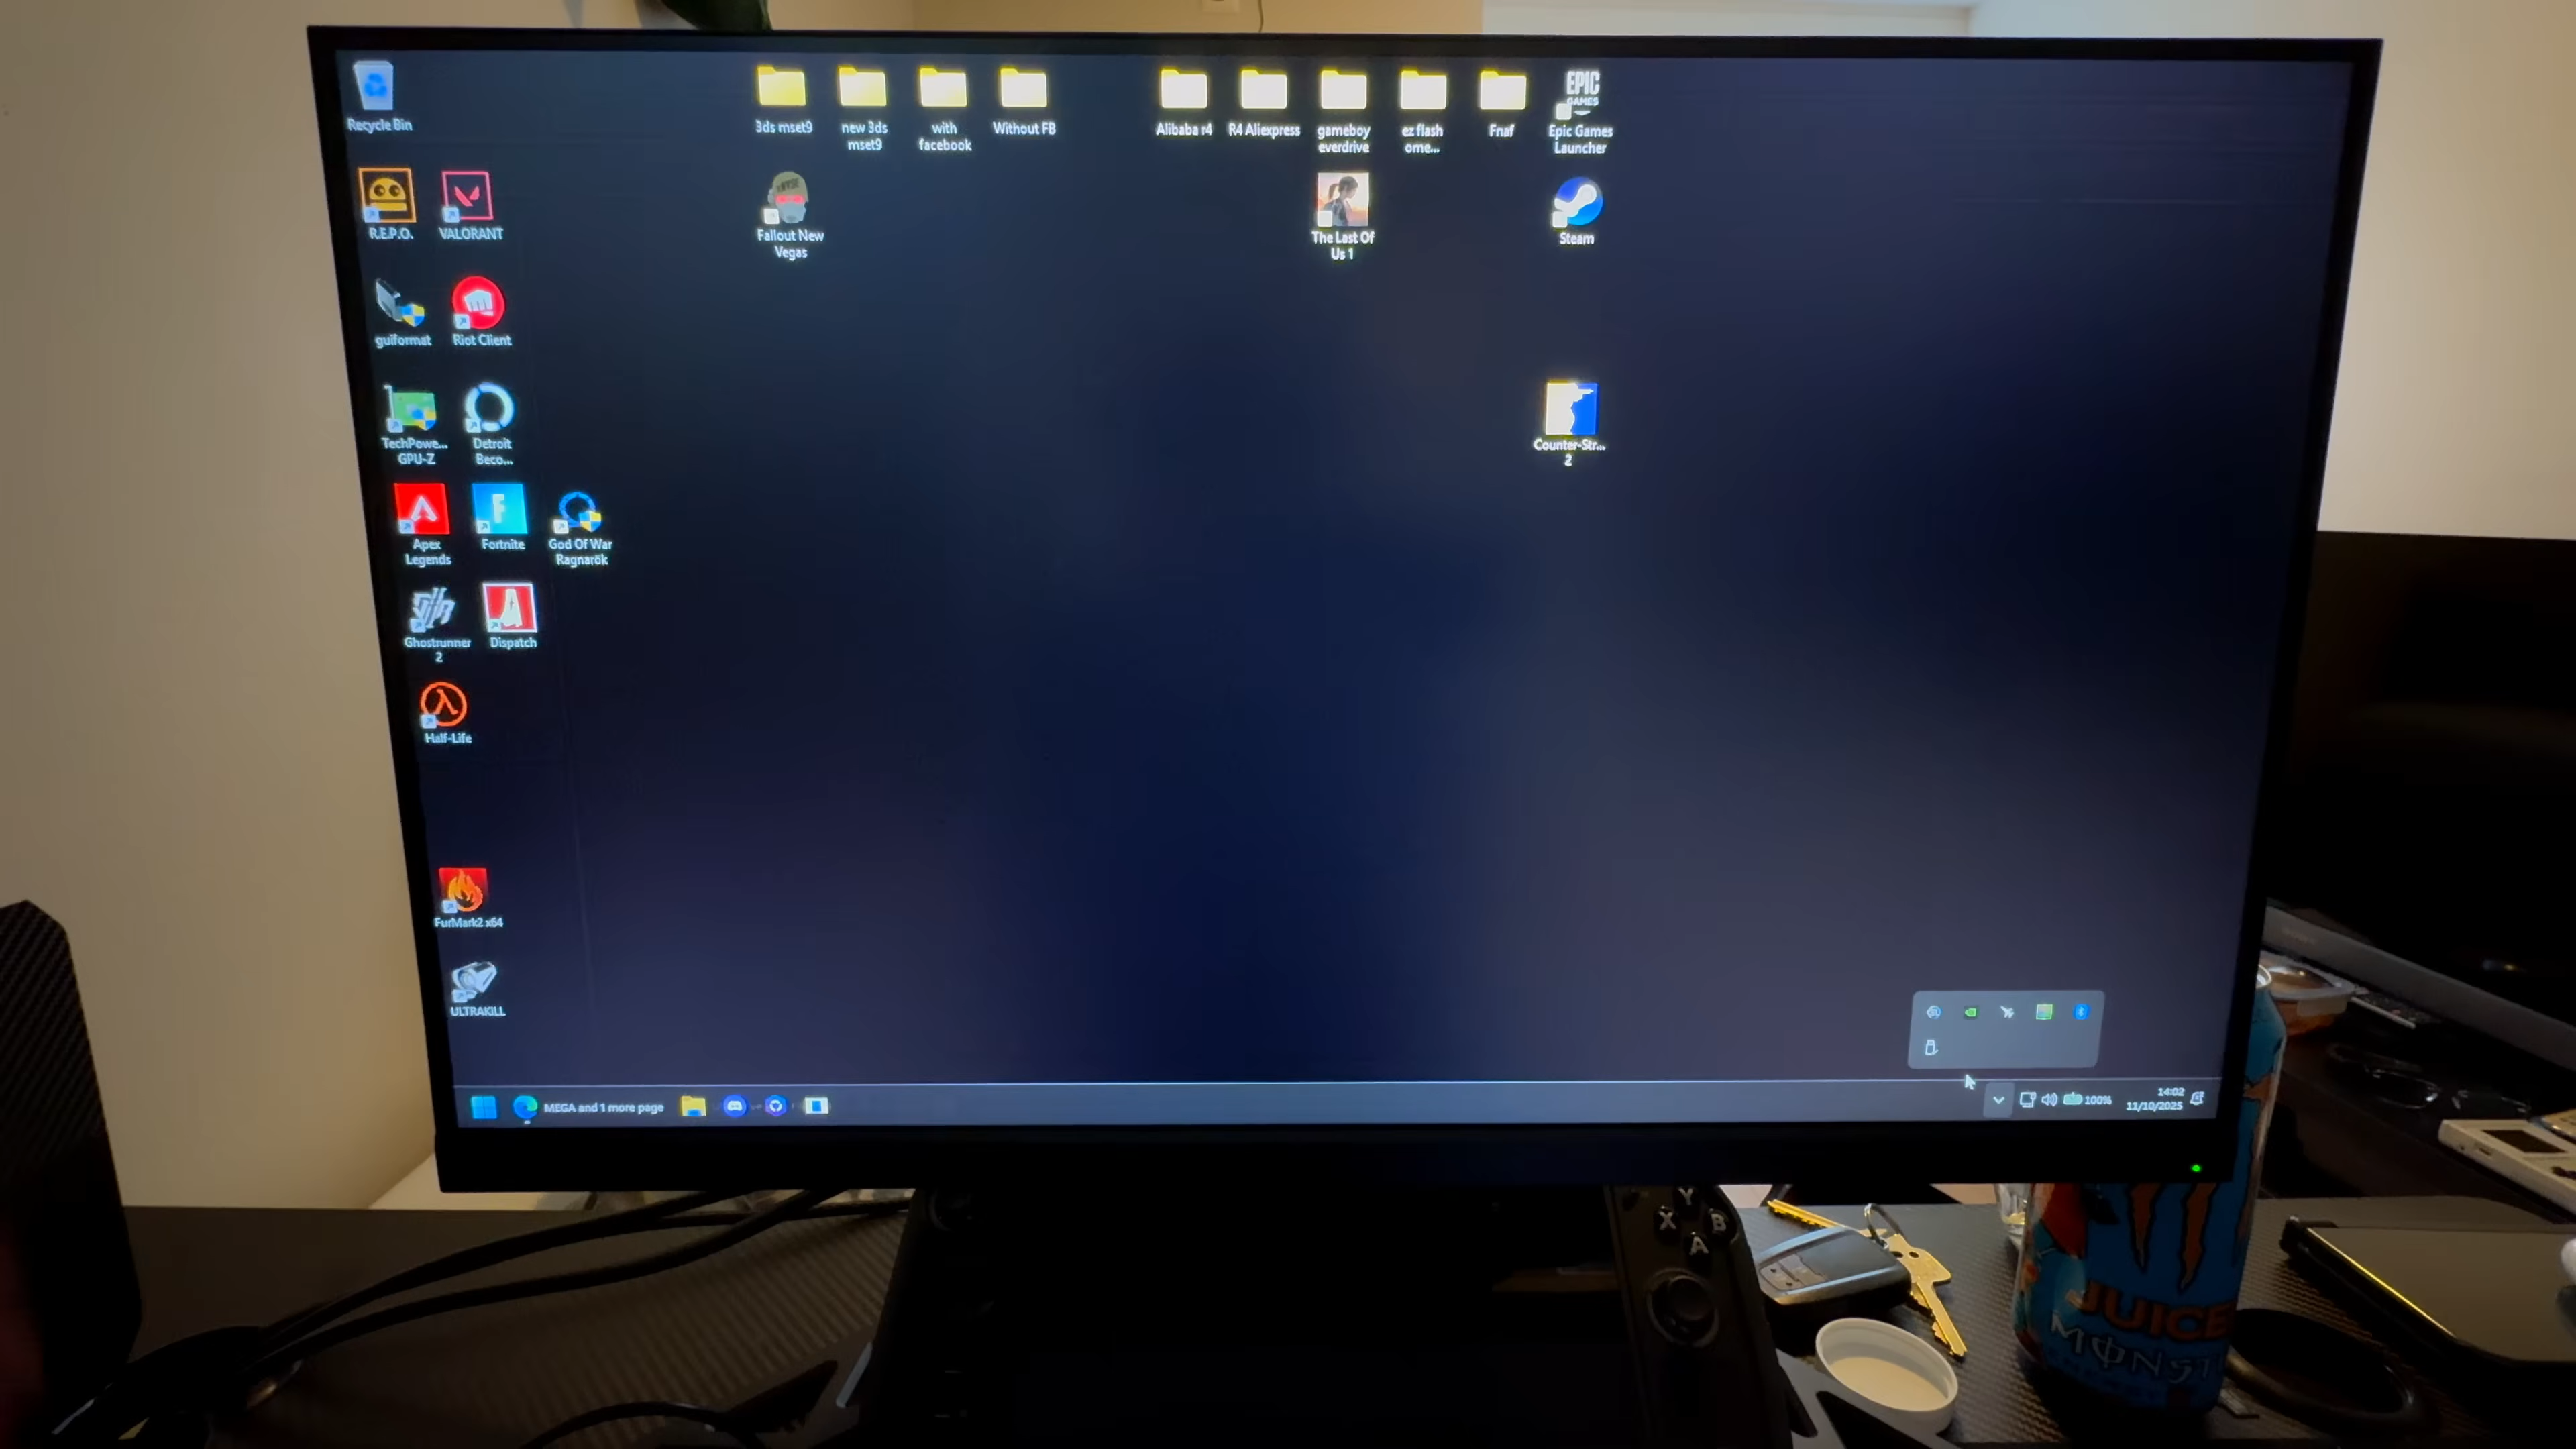 Recycle Bin
3ds mset9
new 3ds
mset9
with
facebook
Without FB
Alibaba r4
R4 Aliexpress
gameboy
everdrive
ez flash
ome...
Fnaf
EPIC
GAMES
Epic Games
Launcher
R.E.P.O.
VALORANT
Fallout New
Vegas
The Last Of
Us 1
Steam
guiformat
Riot Client
TechPowe...
GPU-Z
Detroit
Beco...
Counter-Str...
2
Apex
Legends
F
Fortnite
God Of War
Ragnarök
Ghostrunner
2
Dispatch
Half-Life
FurMark2 x64
ULTRAKILL
MEGA and 1 more page
100%
14:02
11/10/2025
Y
X
B
A
JUICE
MONST